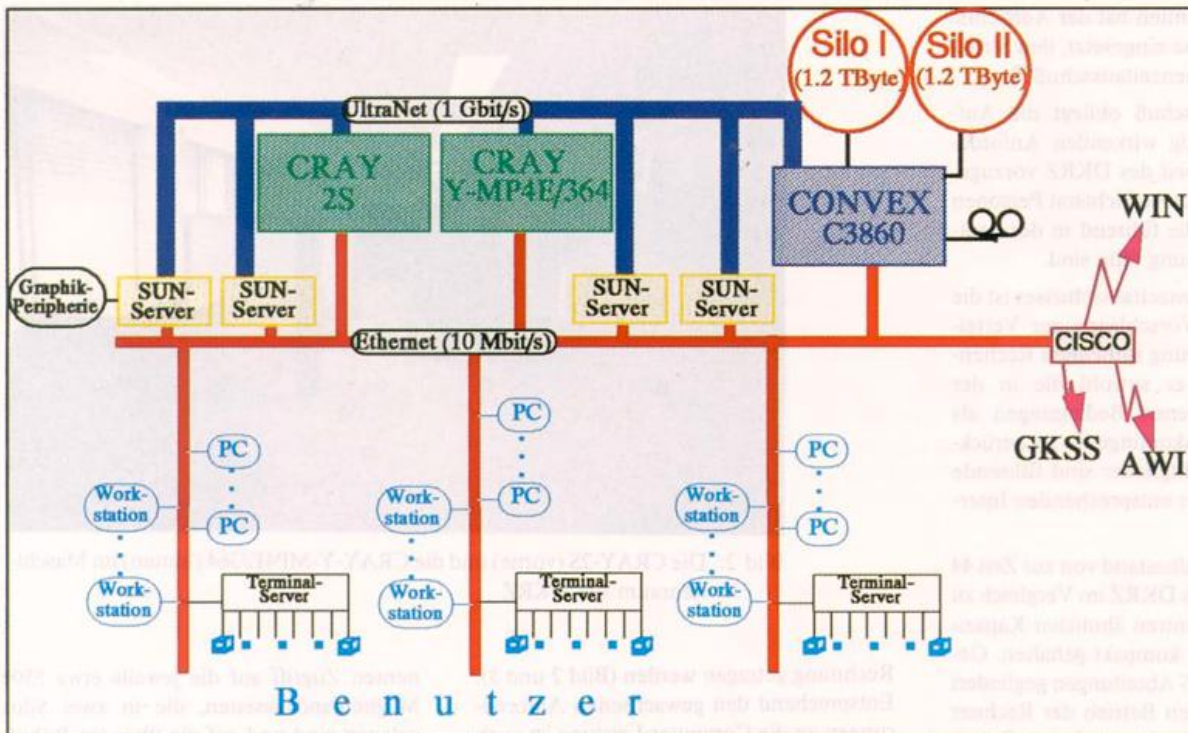 Silo I
(1.2 TByte)
Silo II
(1.2 TByte)
UltraNet (1 Gbit/s)
CRAY
2S
CRAY
Y-MP4E/364
CONVEX
C3860
WIN
Graphik-
Peripherie
SUN-
Server
SUN-
Server
SUN-
Server
SUN-
Server
Ethernet (10 Mbit/s)
CISCO
GKSS
AWI
PC
PC
Work-
station
Work-
station
Terminal-
Server
PC
PC
Work-
station
Work-
station
Terminal-
Server
PC
PC
Work-
station
Work-
station
Terminal-
Server
Benutzer